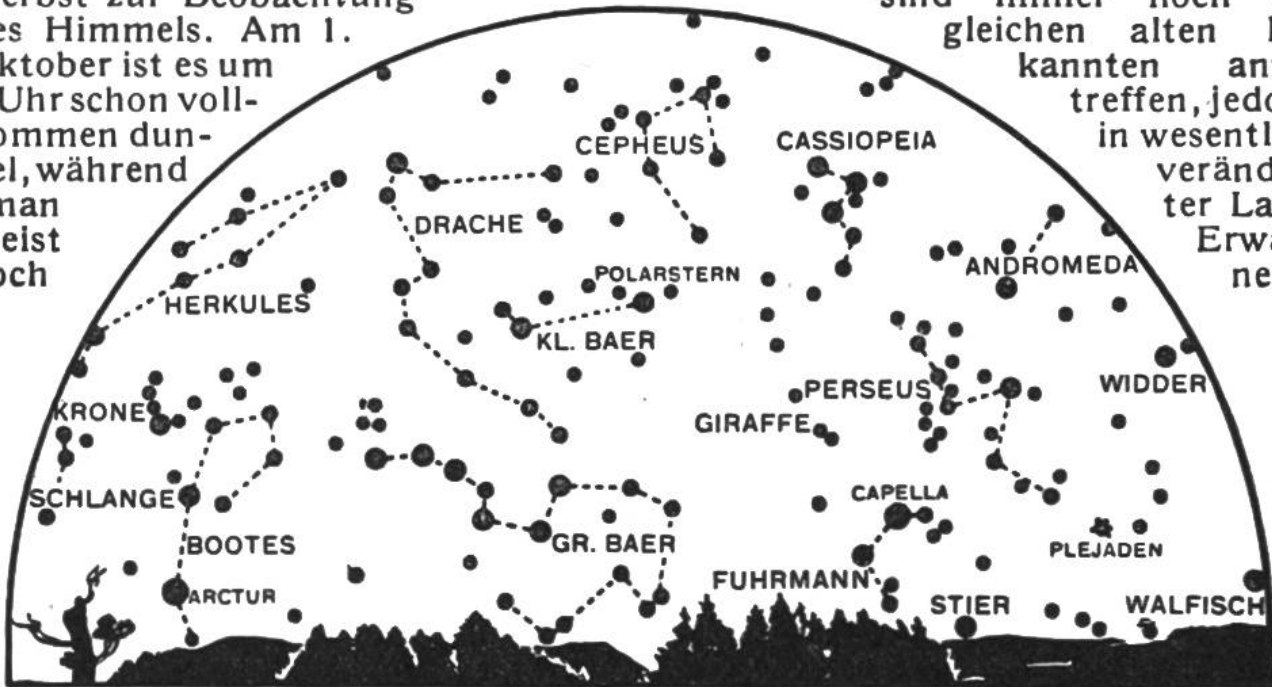 erbst zur Beobachtung
es Himmels. Am 1.
ktober ist es um
Uhr schon voll-
ommen dun-
el, während
man
eist
och
sind immer noch
gleichen alten
kannten an
treffen, jedo
in wesentl
veränd
ter La
Erwa
ne
CEPHEUS
CASSIOPEIA
DRACHE
ANDROMEDA
POLARSTERN
HERKULES
KL. BAER
PERSEUS
WIDDER
KRONE
GIRAFFE
SCHLANGE
CAPELLA
BOOTES
GR. BAER
PLEJADEN
FUHRMANN
ARCTUR
STIER
WALFISCH